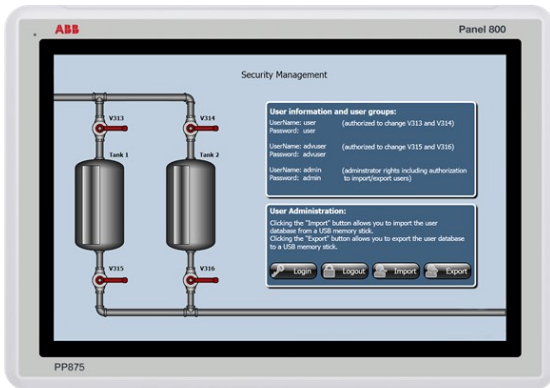 ABB
Panel 800
Security Management
V313
V314
Tank 1
Tank 2
V315
V316
User information and user groups:
UserName: user (authorized to change V313 and V314)
Password: user
UserName: advuser (authorized to change V315 and V316)
Password: advuser
UserName: admin (adminstrator rights including authorization
Password: admin to import/export users)
User Administration:
Clicking the "Import" button allows you to import the user
database from a USB memory stick.
Clicking the "Export" button allows you to export the user database
to a USB memory stick.
Login
Logout
Import
Export
PP875